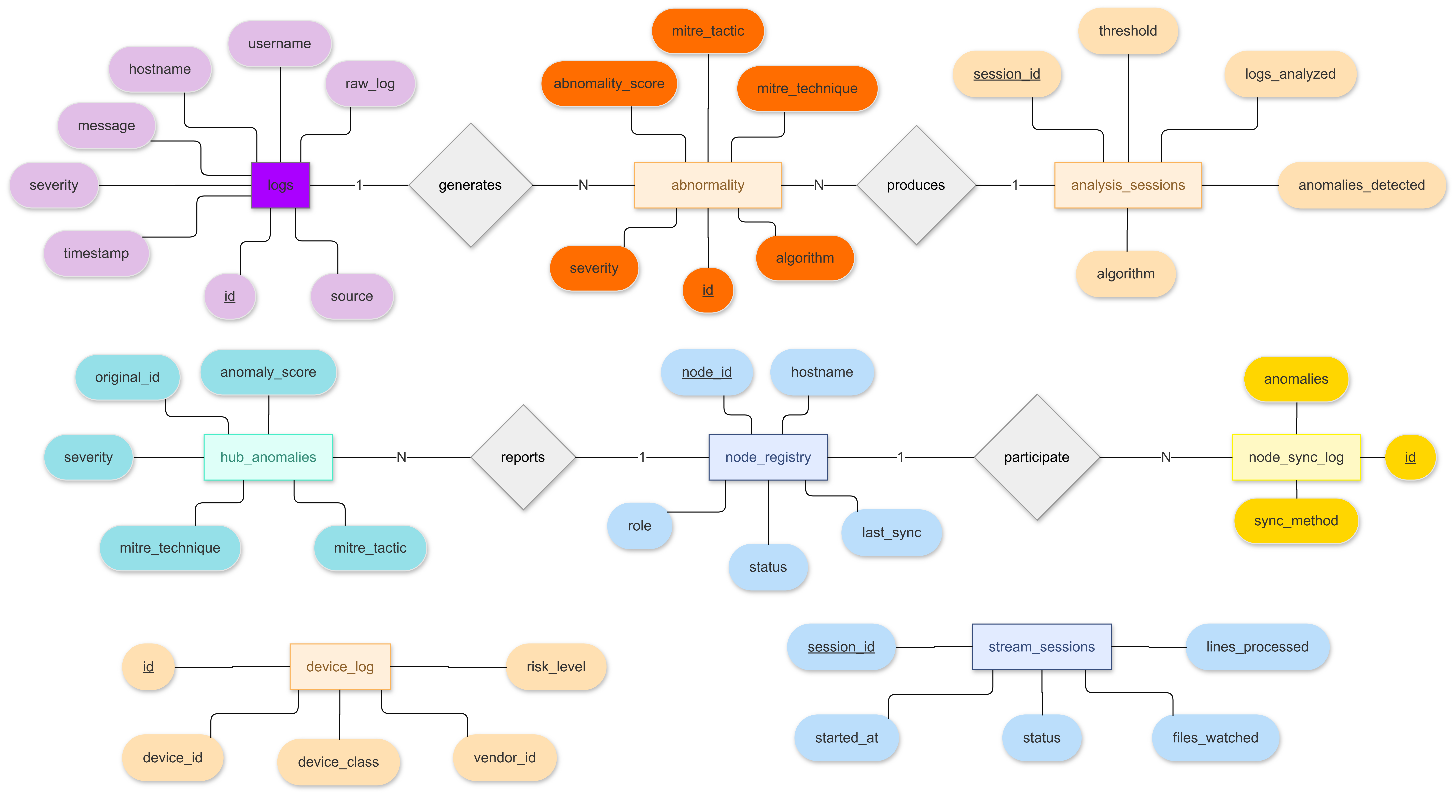 username
mitre_tactic
threshold
hostname
raw_log
abnomality_score
mitre_technique
session_id
logs_analyzed
message
severity
logs
1
generates
N
abnormality
N
produces
1
analysis_sessions
anomalies_detected
timestamp
id
source
severity
id
algorithm
algorithm
original_id
anomaly_score
node_id
hostname
anomalies
severity
hub_anomalies
N
reports
1
node_registry
1
participate
N
node_sync_log
id
mitre_technique
mitre_tactic
role
status
last_sync
sync_method
id
device_log
risk_level
session_id
stream_sessions
lines_processed
device_id
device_class
vendor_id
started_at
status
files_watched